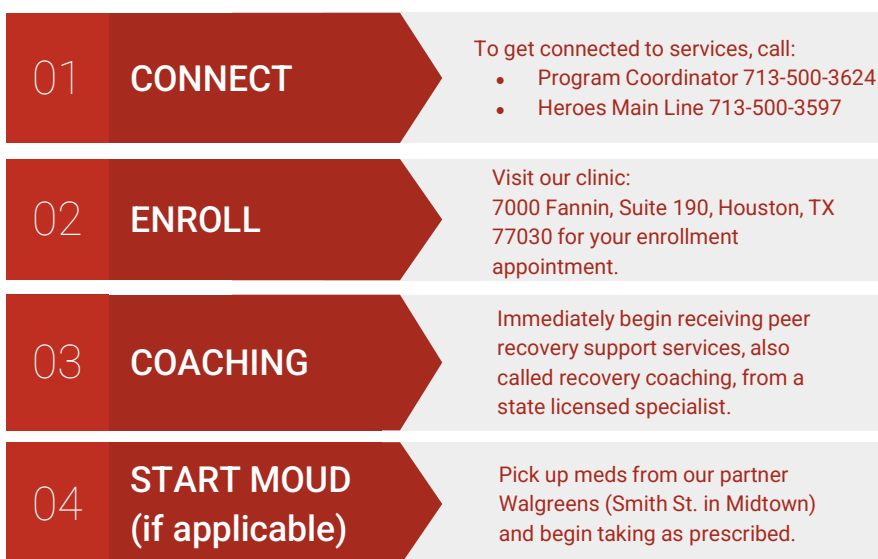 01
CONNECT
To get connected to services, call:
• Program Coordinator 713-500-3624
• Heroes Main Line 713-500-3597
02
ENROLL
Visit our clinic:
7000 Fannin, Suite 190, Houston, TX
77030 for your enrollment
appointment.
03
COACHING
Immediately begin receiving peer
recovery support services, also
called recovery coaching, from a
state licensed specialist.
04
START MOUD
(if applicable)
Pick up meds from our partner
Walgreens (Smith St. in Midtown)
and begin taking as prescribed.